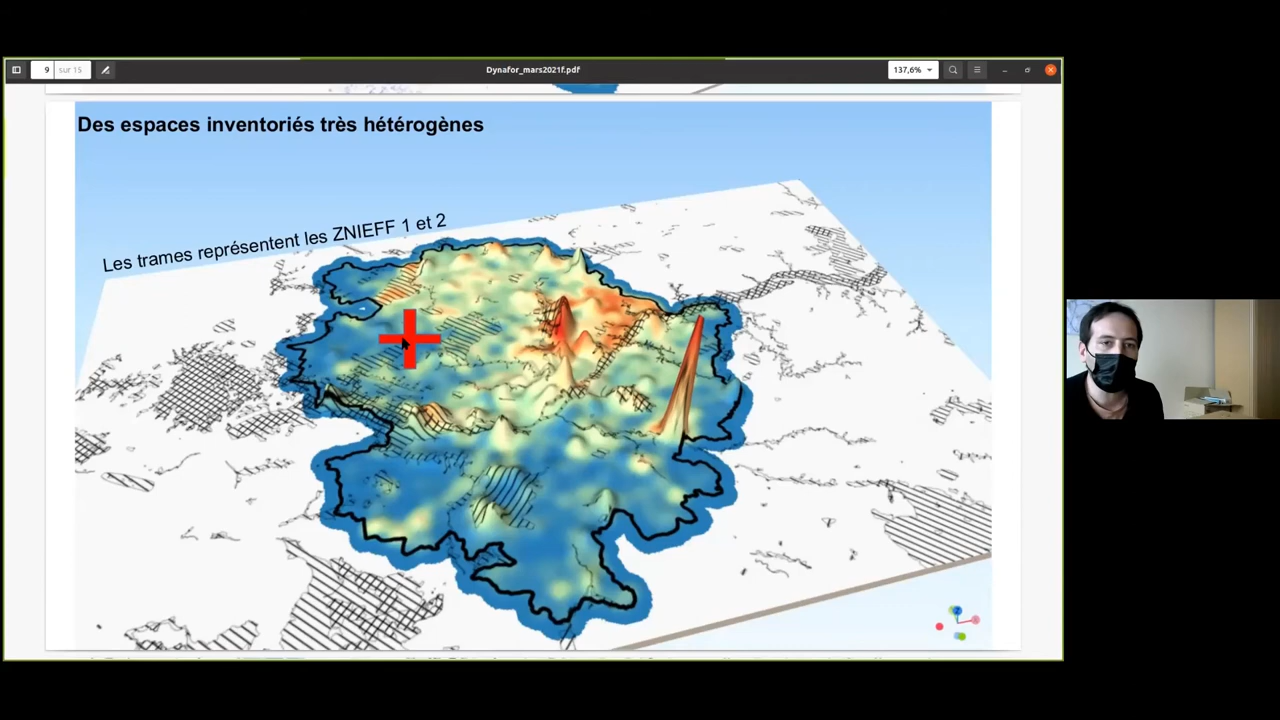 9 sur 15
Dynafor_mars2021f.pdf
137,6%
Des espaces inventoriés très hétérogènes
Les trames représentent les ZNIEFF 1 et 2
Z